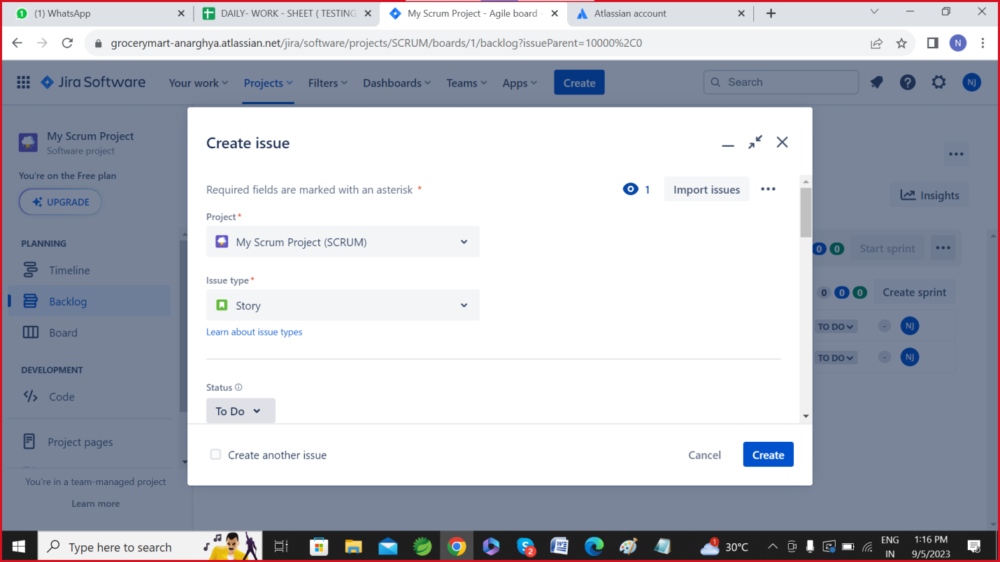 1 (1) WhatsApp
DAILY- WORK - SHEET ( TESTING
My Scrum Project - Agile board -
Atlassian account
grocerymart-anarghya.atlassian.net/jira/software/projects/SCRUM/boards/1/backlog?issueParent=10000%2C0
N
Jira Software
Your work
Projects
Filters
Dashboards
Teams
Apps
Create
Search
NJ
My Scrum Project
Software project
You're on the Free plan
UPGRADE
PLANNING
Timeline
Backlog
Board
DEVELOPMENT
Code
Project pages
You're in a team-managed project
Learn more
Create issue
Required fields are marked with an asterisk *
1
Import issues
Project*
My Scrum Project (SCRUM)
Issue type*
Story
Learn about issue types
Status
To Do
Create another issue
Cancel
Create
Insights
0 0 Start sprint
0 0 0 Create sprint
TO DO - NJ
TO DO - NJ
Type here to search
2
1 30°C
ENG
IN
1:16 PM
9/5/2023